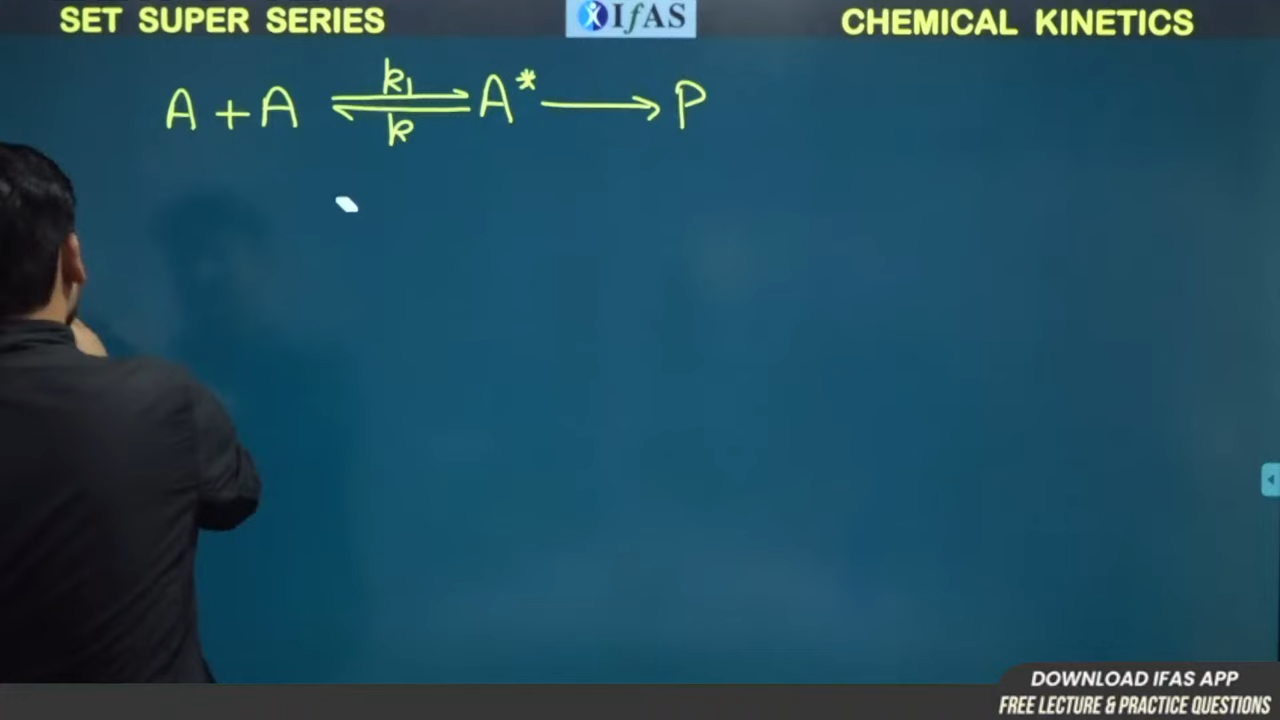 SET SUPER SERIES IfAS CHEMICAL KINETICS
A + A ⇌ A* ⟶ P
k₁
k
DOWNLOAD IFAS APP
FREE LECTURE & PRACTICE QUESTIONS